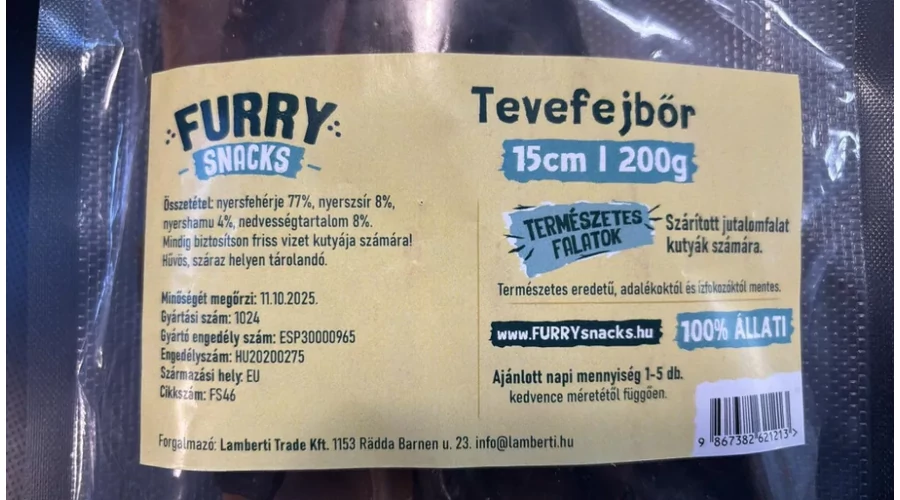 FURRY
SNACKS
Összetétel: nyersfehérje 77%, nyerszsír 8%,
nyershamu 4%, nedvességtartalom 8%.
Mindig biztosítson friss vizet kutyája számára!
Hűvös, száraz helyen tárolandó.
Minőségét megőrzi: 11.10.2025.
Gyártási szám: 1024
Gyártó engedély szám: ESP30000965
Engedélyszám: HU20200275
Származási hely: EU
Cikkszám: FS46
Tevefejbőr
15cm | 200g
TERMÉSZETES
FALATOK
Szárított jutalomfalat
kutyák számára.
Természetes eredetű, adalékoktól és ízfokozóktól mentes.
www.FURRYsnacks.hu
100% ÁLLATI
Ajánlott napi mennyiség 1-5 db.
kedvence méretétől függően.
9 867382 621213 >
Forgalmazó: Lamberti Trade Kft. 1153 Rädda Barnen u. 23. info@lamberti.hu